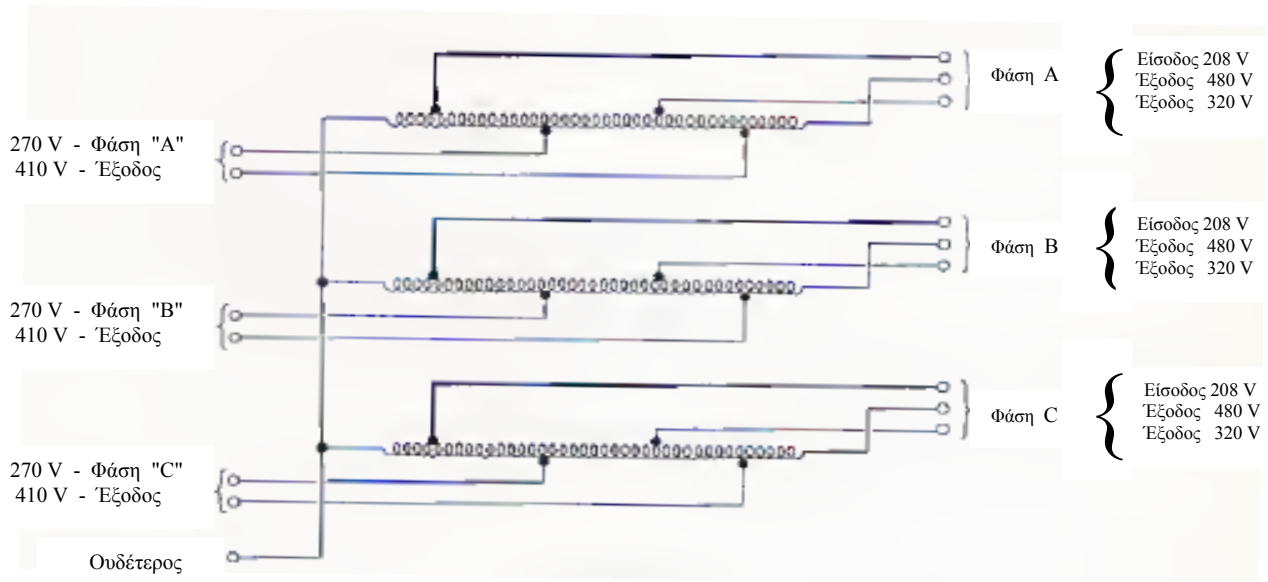 Φάση A
Είσοδος 208 V
Έξοδος 480 V
Έξοδος 320 V
270 V - Φάση "A"
410 V - Έξοδος
Φάση B
Είσοδος 208 V
Έξοδος 480 V
Έξοδος 320 V
270 V - Φάση "B"
410 V - Έξοδος
Φάση C
Είσοδος 208 V
Έξοδος 480 V
Έξοδος 320 V
270 V - Φάση "C"
410 V - Έξοδος
Ουδέτερος